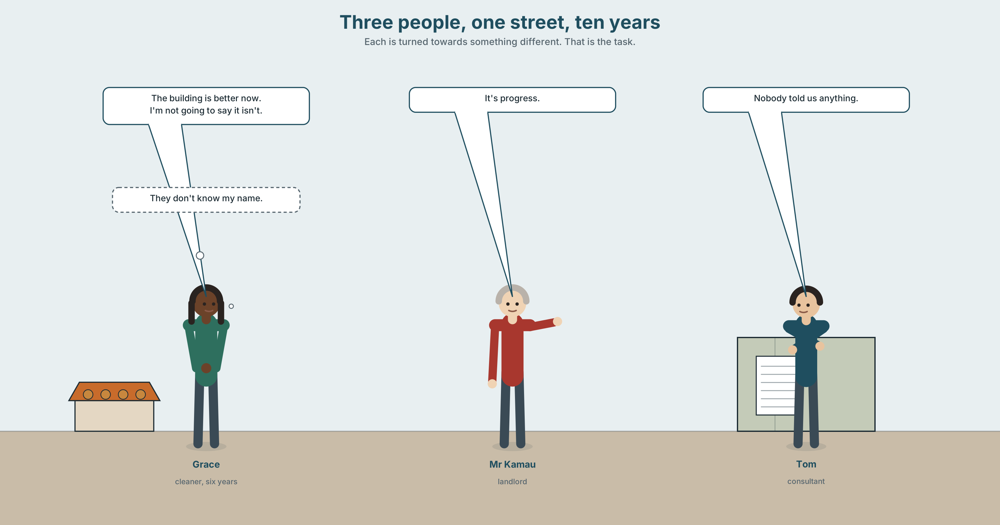 Three people, one street, ten years
Each is turned towards something different. That is the task.
The building is better now.
I'm not going to say it isn't.
They don't know my name.
It's progress.
Nobody told us anything.
Grace
cleaner, six years
Mr Kamau
landlord
Tom
consultant